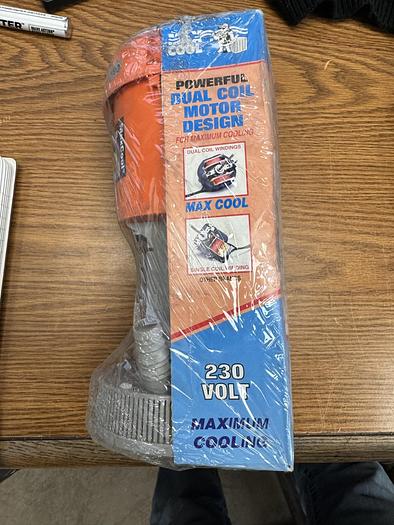 COOL
POWERFUL
DUAL COIL
MOTOR
DESIGN
FOR MAXIMUM COOLING
DUAL COIL WINDINGS
MAX COOL
SINGLE COIL WINDING
230
VOLT
MAXIMUM
COOLING